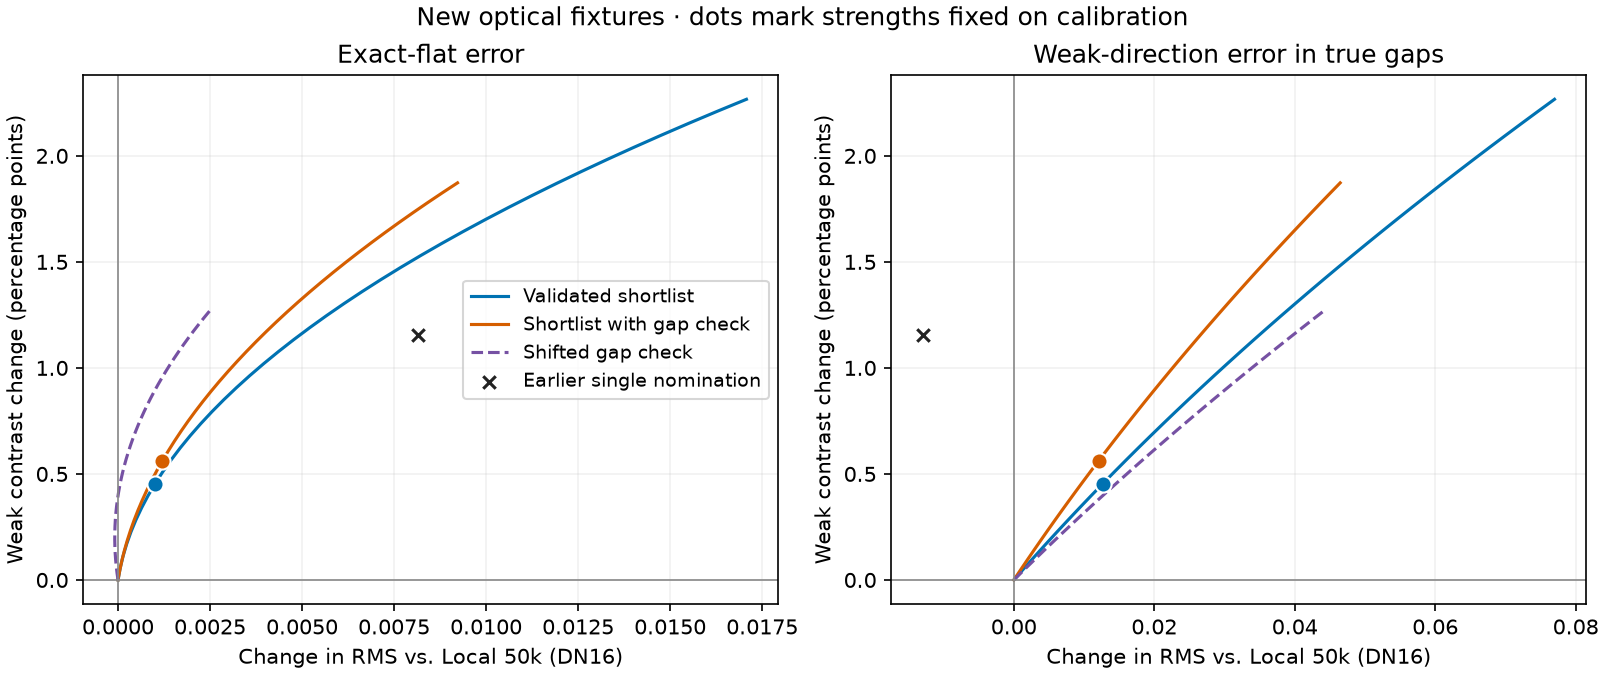 New optical fixtures · dots mark strengths fixed on calibration
Exact-flat error
Weak contrast change (percentage points)
2.0
1.5
1.0
0.5
0.0
Validated shortlist
Shortlist with gap check
Shifted gap check
Earlier single nomination
0.0000 0.0025 0.0050 0.0075 0.0100 0.0125 0.0150 0.0175
Change in RMS vs. Local 50k (DN16)
Weak-direction error in true gaps
Weak contrast change (percentage points)
2.0
1.5
1.0
0.5
0.0
0.00 0.02 0.04 0.06 0.08
Change in RMS vs. Local 50k (DN16)